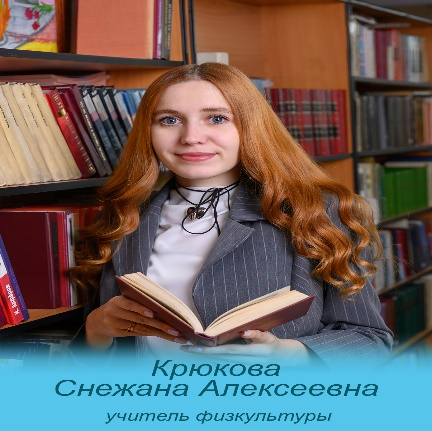 Крюкова
Снежана Алексеевна
учитель физкультуры